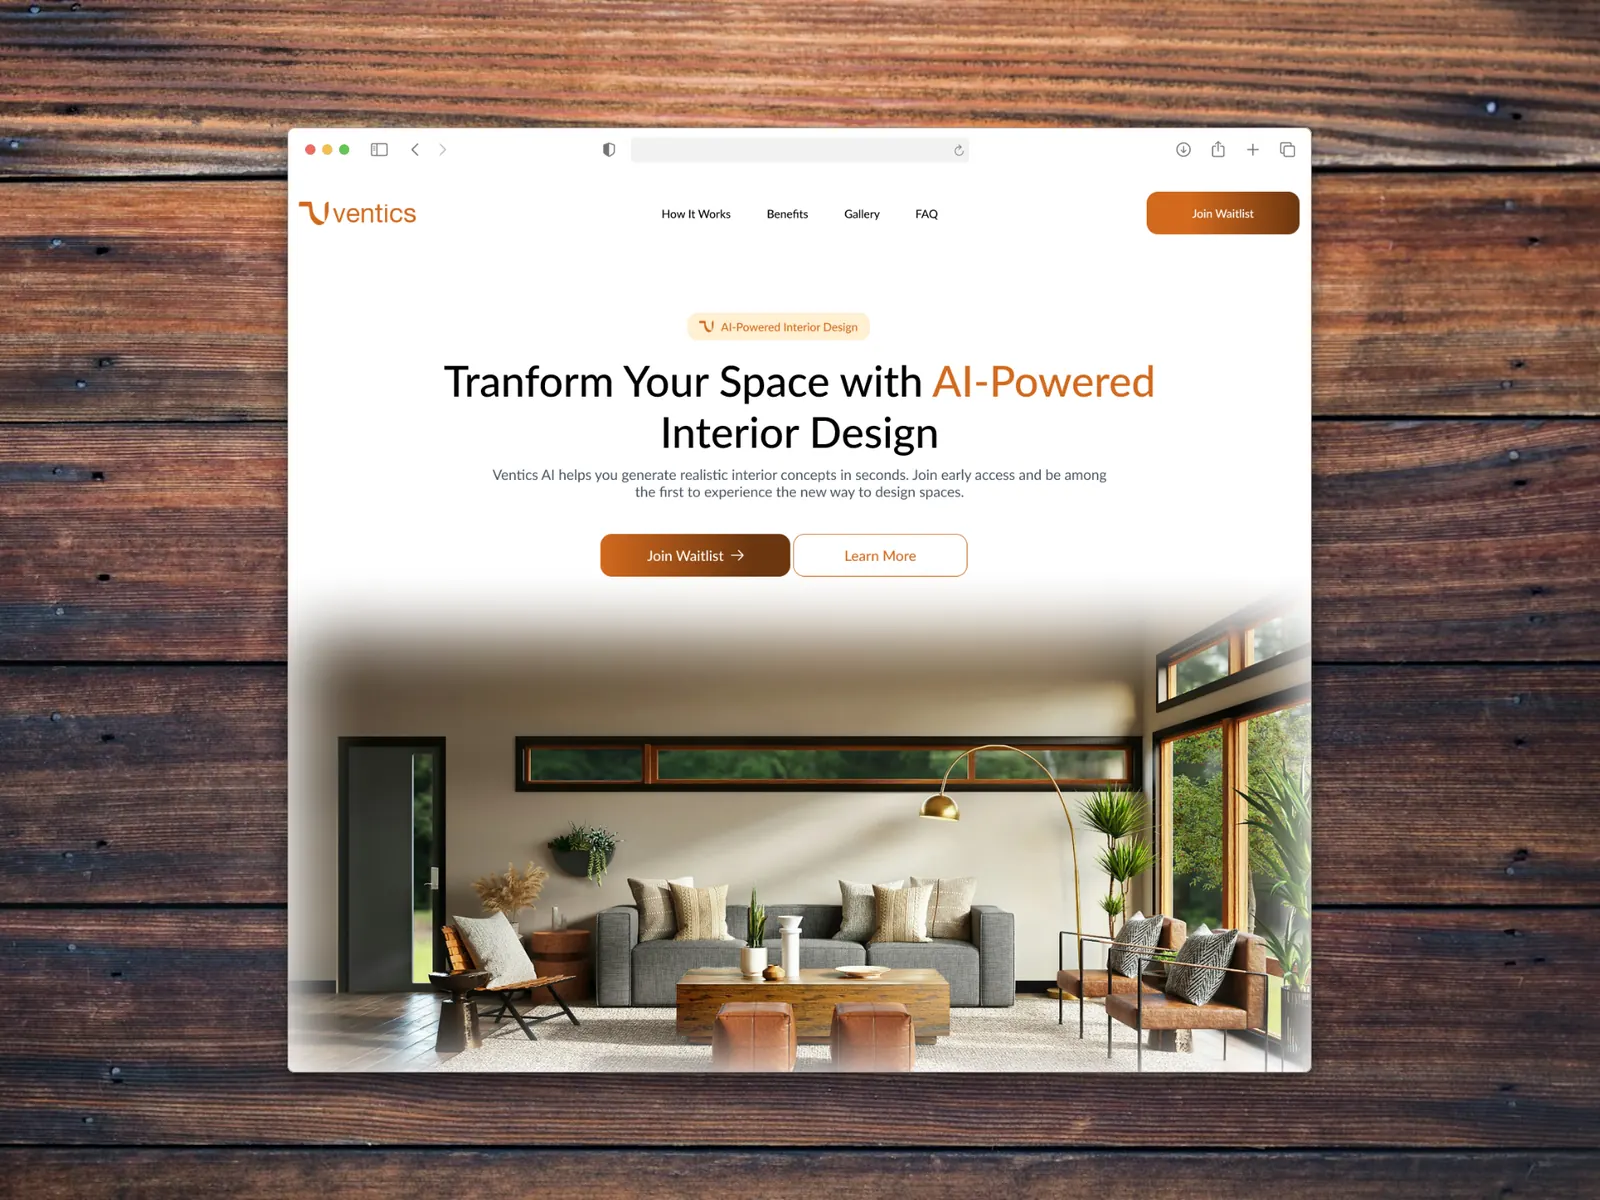 ventics
How It Works
Benefits
Gallery
FAQ
Join Waitlist
AI-Powered Interior Design
Tranform Your Space with AI-Powered
Interior Design
Ventics AI helps you generate realistic interior concepts in seconds. Join early access and be among
the first to experience the new way to design spaces.
Join Waitlist →
Learn More